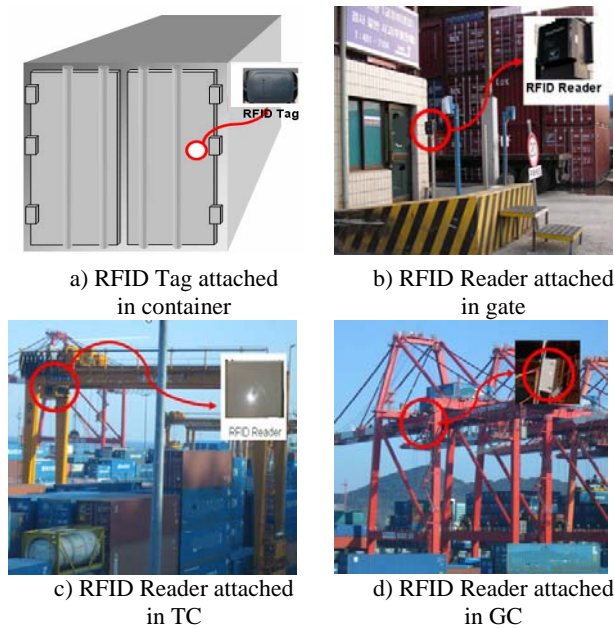 RFID Tag
a) RFID Tag attached
in container
RFID Reader
b) RFID Reader attached
in gate
RFID Reader
c) RFID Reader attached
in TC
d) RFID Reader attached
in GC